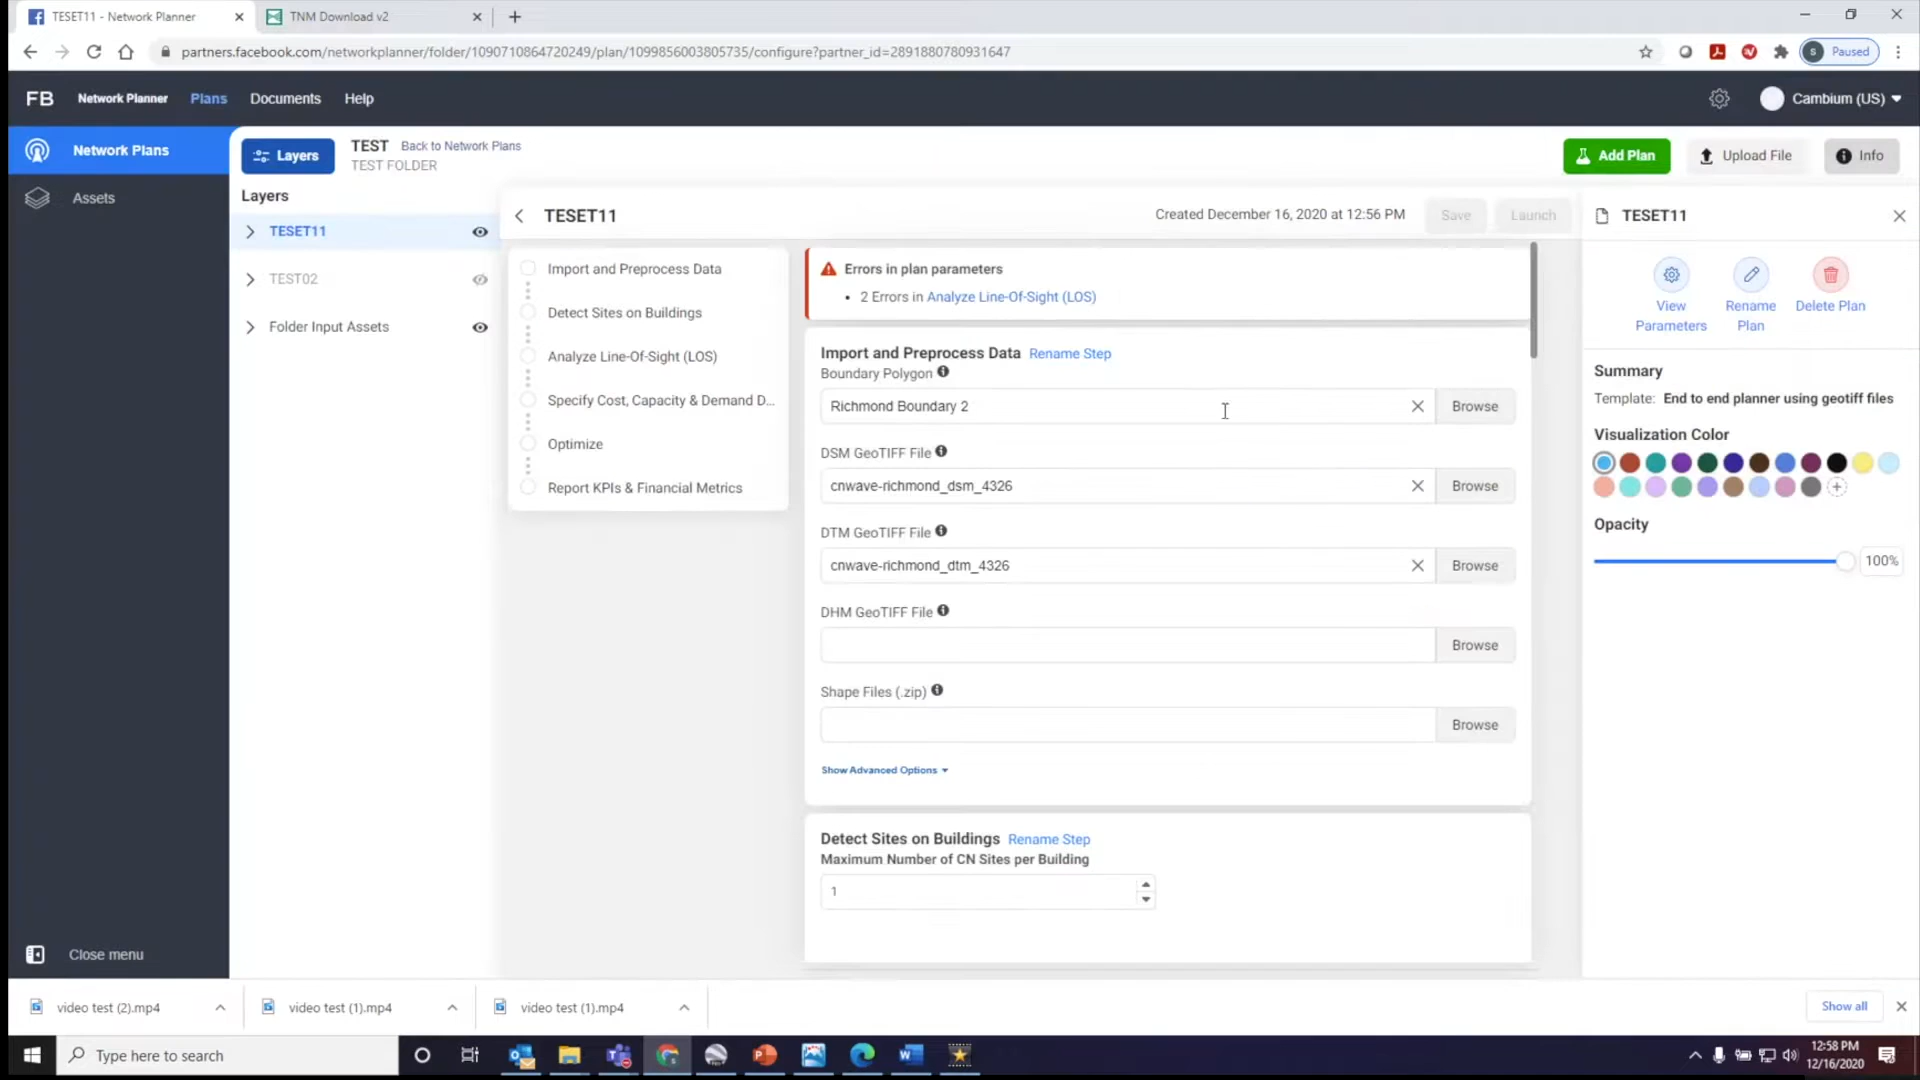 TESET11 - Network Planner
TNM Download v2
partners.facebook.com/networkplanner/folder/1090710864720249/plan/1099856003805735/configure?partner_id=2891880780931647
S Paused
FB Network Planner Plans Documents Help
Cambium (US)
Network Plans
Assets
Close menu
Layers
TEST Back to Network Plans
TEST FOLDER
Add Plan
Upload File
Info
Layers
TESET11
TEST02
Folder Input Assets
TESET11
Created December 16, 2020 at 12:56 PM
Save
Launch
Import and Preprocess Data
Detect Sites on Buildings
Analyze Line-Of-Sight (LOS)
Specify Cost, Capacity & Demand D...
Optimize
Report KPIs & Financial Metrics
Errors in plan parameters
• 2 Errors in Analyze Line-Of-Sight (LOS)
Import and Preprocess Data Rename Step
Boundary Polygon
Richmond Boundary 2
Browse
DSM GeoTIFF File
cnwave-richmond_dsm_4326
Browse
DTM GeoTIFF File
cnwave-richmond_dtm_4326
Browse
DHM GeoTIFF File
Browse
Shape Files (.zip)
Browse
Show Advanced Options
Detect Sites on Buildings Rename Step
Maximum Number of CN Sites per Building
1
TESET11
View Parameters
Rename Plan
Delete Plan
Summary
Template: End to end planner using geotiff files
Visualization Color
Opacity
100%
video test (2).mp4
video test (1).mp4
video test (1).mp4
Show all
Type here to search
12:58 PM
12/16/2020